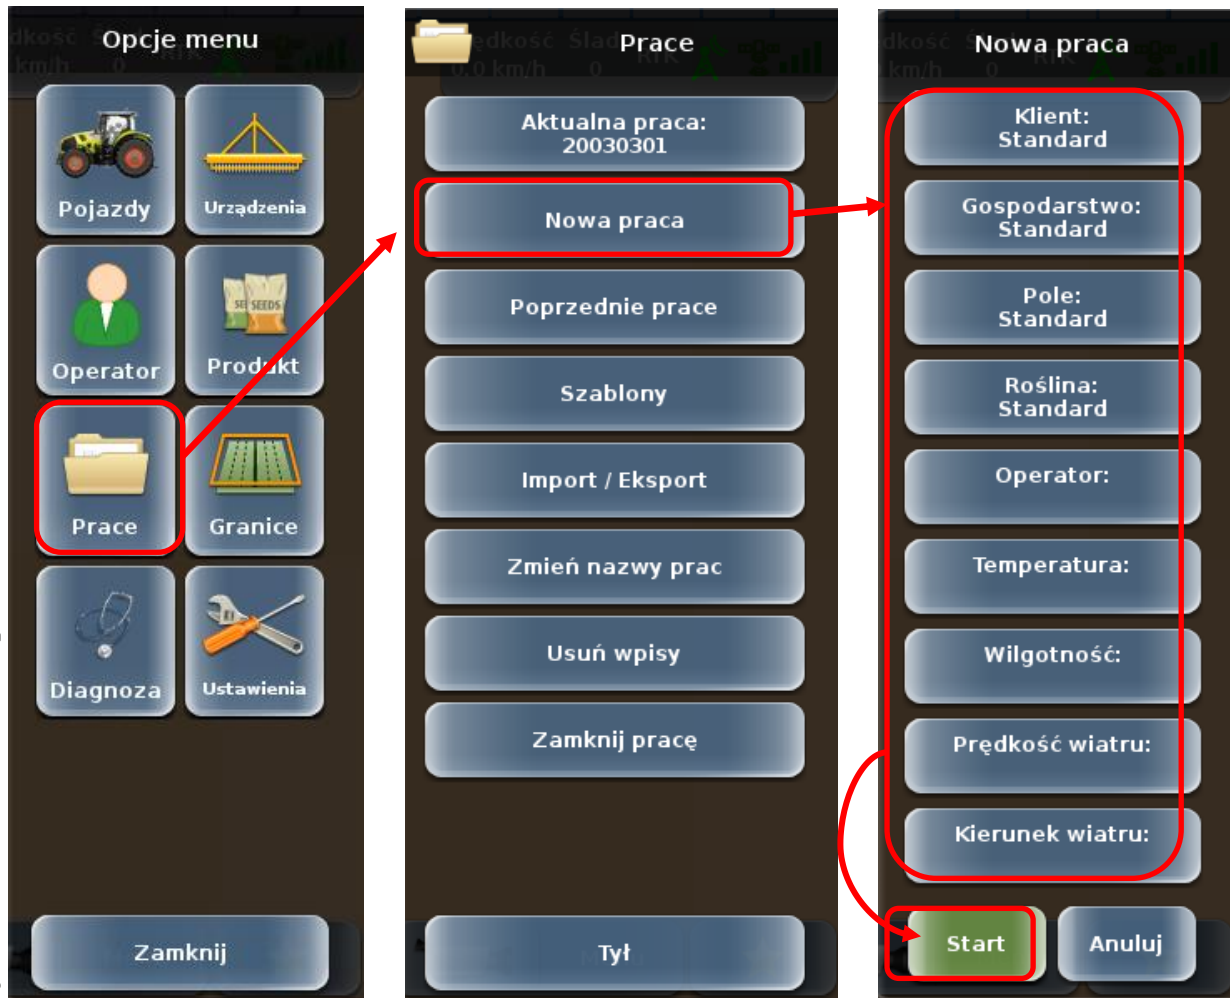 Opcje menu
Pojazdy
Urządzenia
Operator
Produkt
Prace
Granice
Diagnoza
Ustawienia
Zamknij
Prace
Aktualna praca:
20030301
Nowa praca
Poprzednie prace
Szablony
Import / Eksport
Zmień nazwy prac
Usuń wpisy
Zamknij pracę
Tył
Nowa praca
Klient:
Standard
Gospodarstwo:
Standard
Pole:
Standard
Roślina:
Standard
Operator:
Temperatura:
Wilgotność:
Prędkość wiatru:
Kierunek wiatru:
Start
Anuluj